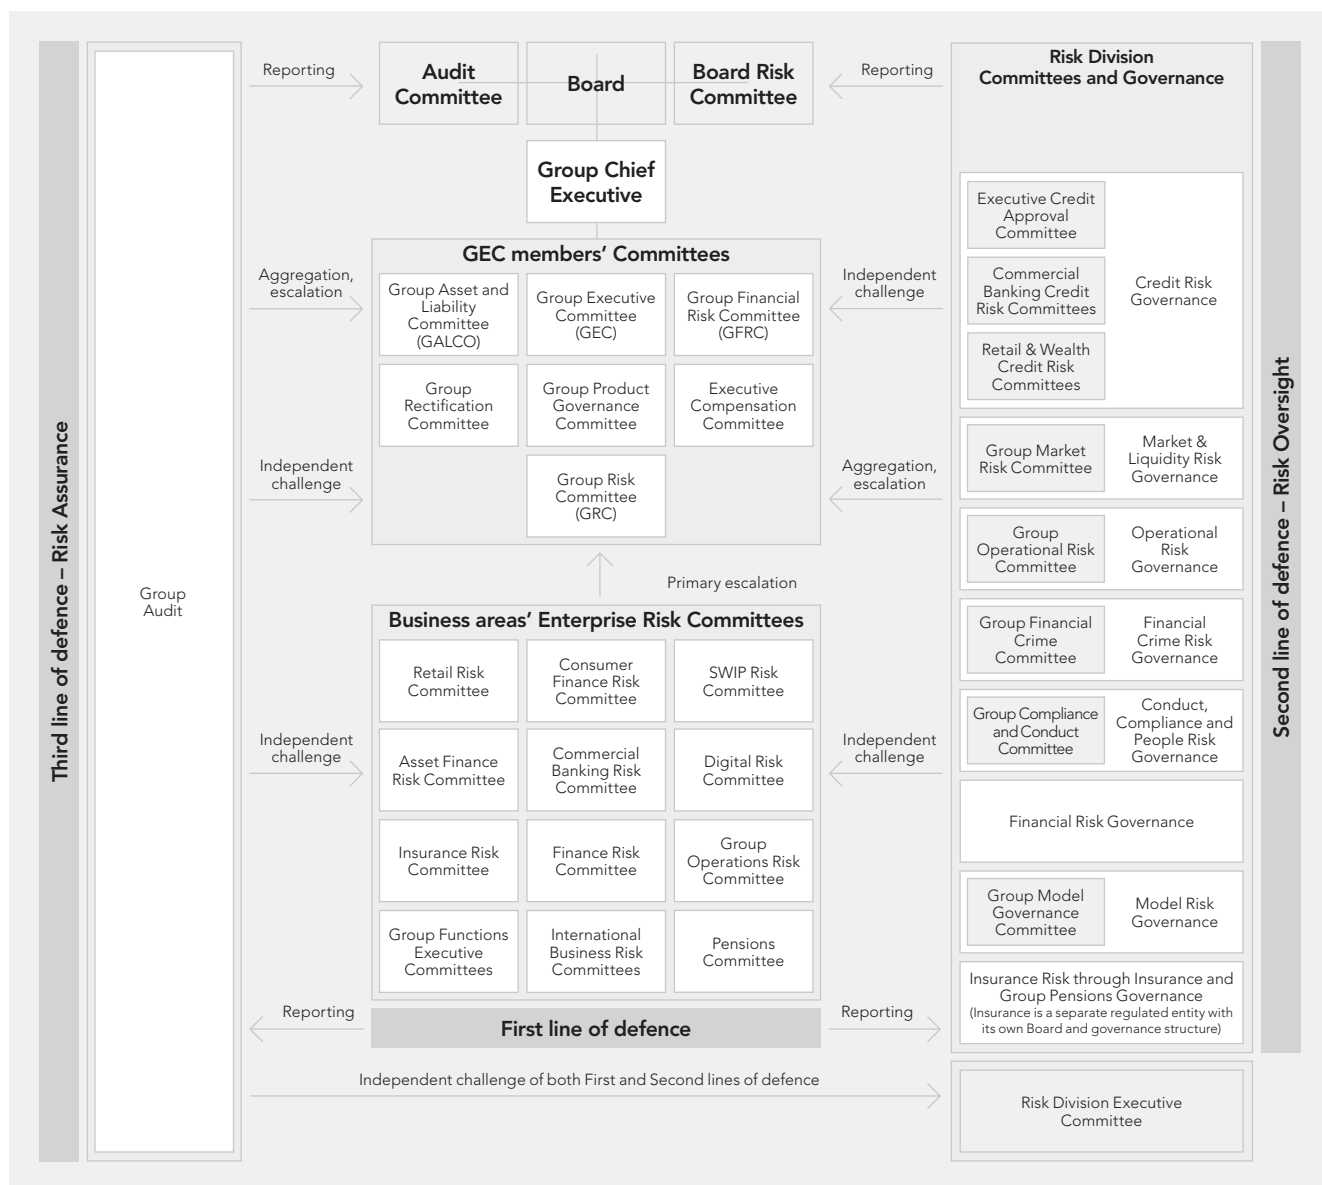 Third line of defence – Risk Assurance
Group
Audit
Reporting
Aggregation,
escalation
Independent
challenge
Independent
challenge
Reporting
Audit
Committee
Board
Board Risk
Committee
Group Chief
Executive
GEC members’ Committees
Group Asset and
Liability
Committee
(GALCO)
Group Executive
Committee
(GEC)
Group Financial
Risk Committee
(GFRC)
Group
Rectification
Committee
Group Product
Governance
Committee
Executive
Compensation
Committee
Group Risk
Committee
(GRC)
Primary escalation
Business areas’ Enterprise Risk Committees
Retail Risk
Committee
Consumer
Finance Risk
Committee
SWIP Risk
Committee
Asset Finance
Risk Committee
Commercial
Banking Risk
Committee
Digital Risk
Committee
Insurance Risk
Committee
Finance Risk
Committee
Group
Operations Risk
Committee
Group Functions
Executive
Committees
International
Business Risk
Committees
Pensions
Committee
First line of defence
Independent challenge of both First and Second lines of defence
Reporting
Independent
challenge
Aggregation,
escalation
Independent
challenge
Reporting
Risk Division
Committees and Governance
Executive Credit
Approval
Committee
Commercial
Banking Credit
Risk Committees
Retail & Wealth
Credit Risk
Committees
Credit Risk
Governance
Group Market
Risk Committee
Market &
Liquidity Risk
Governance
Group
Operational Risk
Committee
Operational
Risk
Governance
Group Financial
Crime
Committee
Financial
Crime Risk
Governance
Group Compliance
and Conduct
Committee
Conduct,
Compliance and
People Risk
Governance
Financial Risk Governance
Group Model
Governance
Committee
Model Risk
Governance
Insurance Risk through Insurance and
Group Pensions Governance
(Insurance is a separate regulated entity with
its own Board and governance structure)
Risk Division Executive
Committee
Second line of defence – Risk Oversight